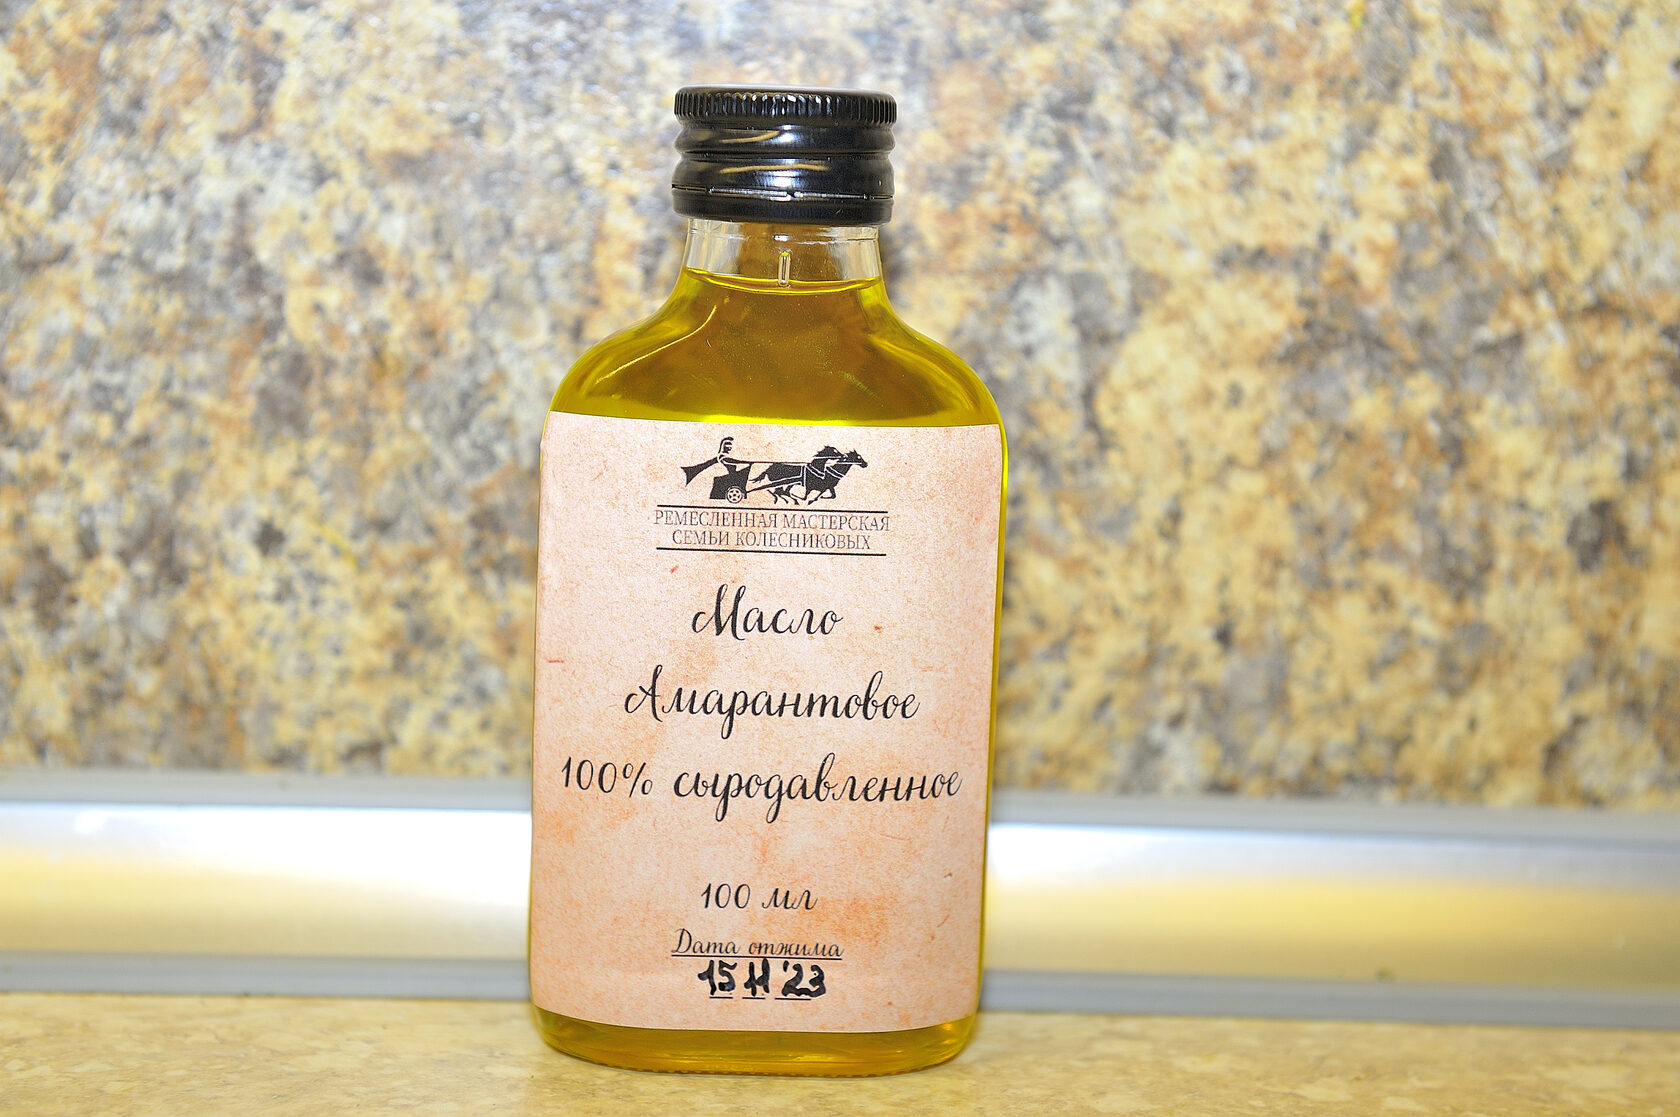 РЕМЕСЛЕННАЯ МАСТЕРСКАЯ
СЕМЬИ КОЛЕСНИКОВЫХ
Масло
Амарантовое
100% сыродавленное
100 мл
Дата отжима
15 11 '23